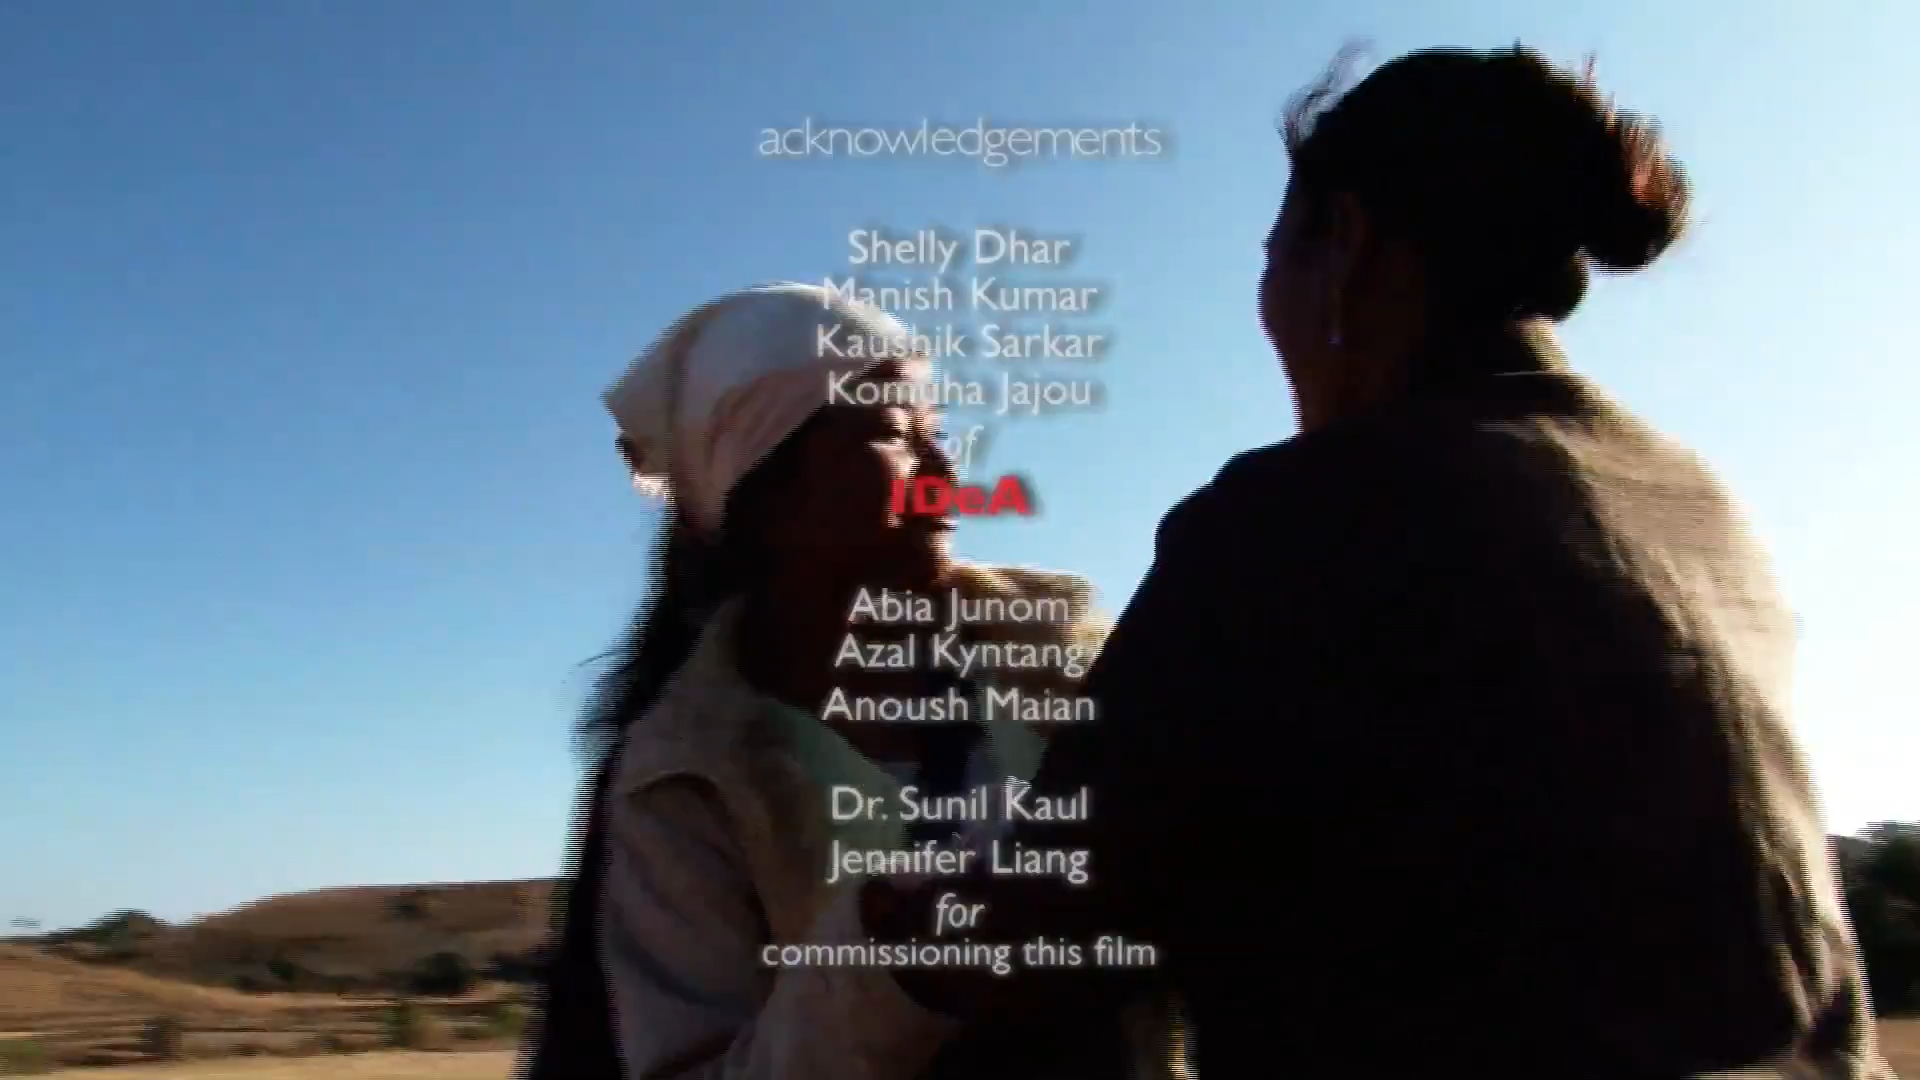 acknowledgements
Shelly Dhar
Manish Kumar
Kaushik Sarkar
Komuha Jajou
of
IDeA
Abia Junom
Azal Kyntang
Anoush Maian
Dr. Sunil Kaul
Jennifer Liang
for
commissioning this film